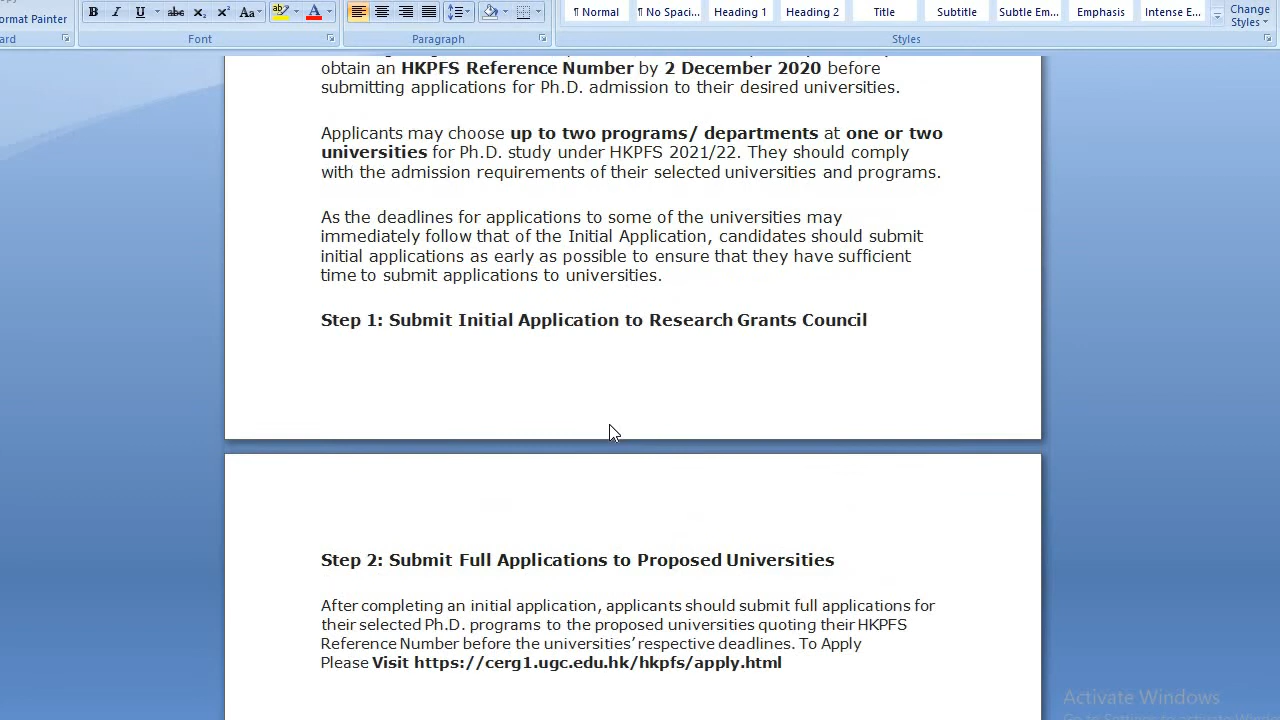 ormat Painter
B I U abc x₂ x² Aa ab A
¶ Normal ¶ No Spaci... Heading 1 Heading 2 Title Subtitle Subtle Em... Emphasis Intense E... Change Styles
ard Font Paragraph Styles
obtain an HKPFS Reference Number by 2 December 2020 before
submitting applications for Ph.D. admission to their desired universities.
Applicants may choose up to two programs/ departments at one or two
universities for Ph.D. study under HKPFS 2021/22. They should comply
with the admission requirements of their selected universities and programs.
As the deadlines for applications to some of the universities may
immediately follow that of the Initial Application, candidates should submit
initial applications as early as possible to ensure that they have sufficient
time to submit applications to universities.
Step 1: Submit Initial Application to Research Grants Council
Step 2: Submit Full Applications to Proposed Universities
After completing an initial application, applicants should submit full applications for
their selected Ph.D. programs to the proposed universities quoting their HKPFS
Reference Number before the universities’ respective deadlines. To Apply
Please Visit https://cerg1.ugc.edu.hk/hkpfs/apply.html
Activate Windows